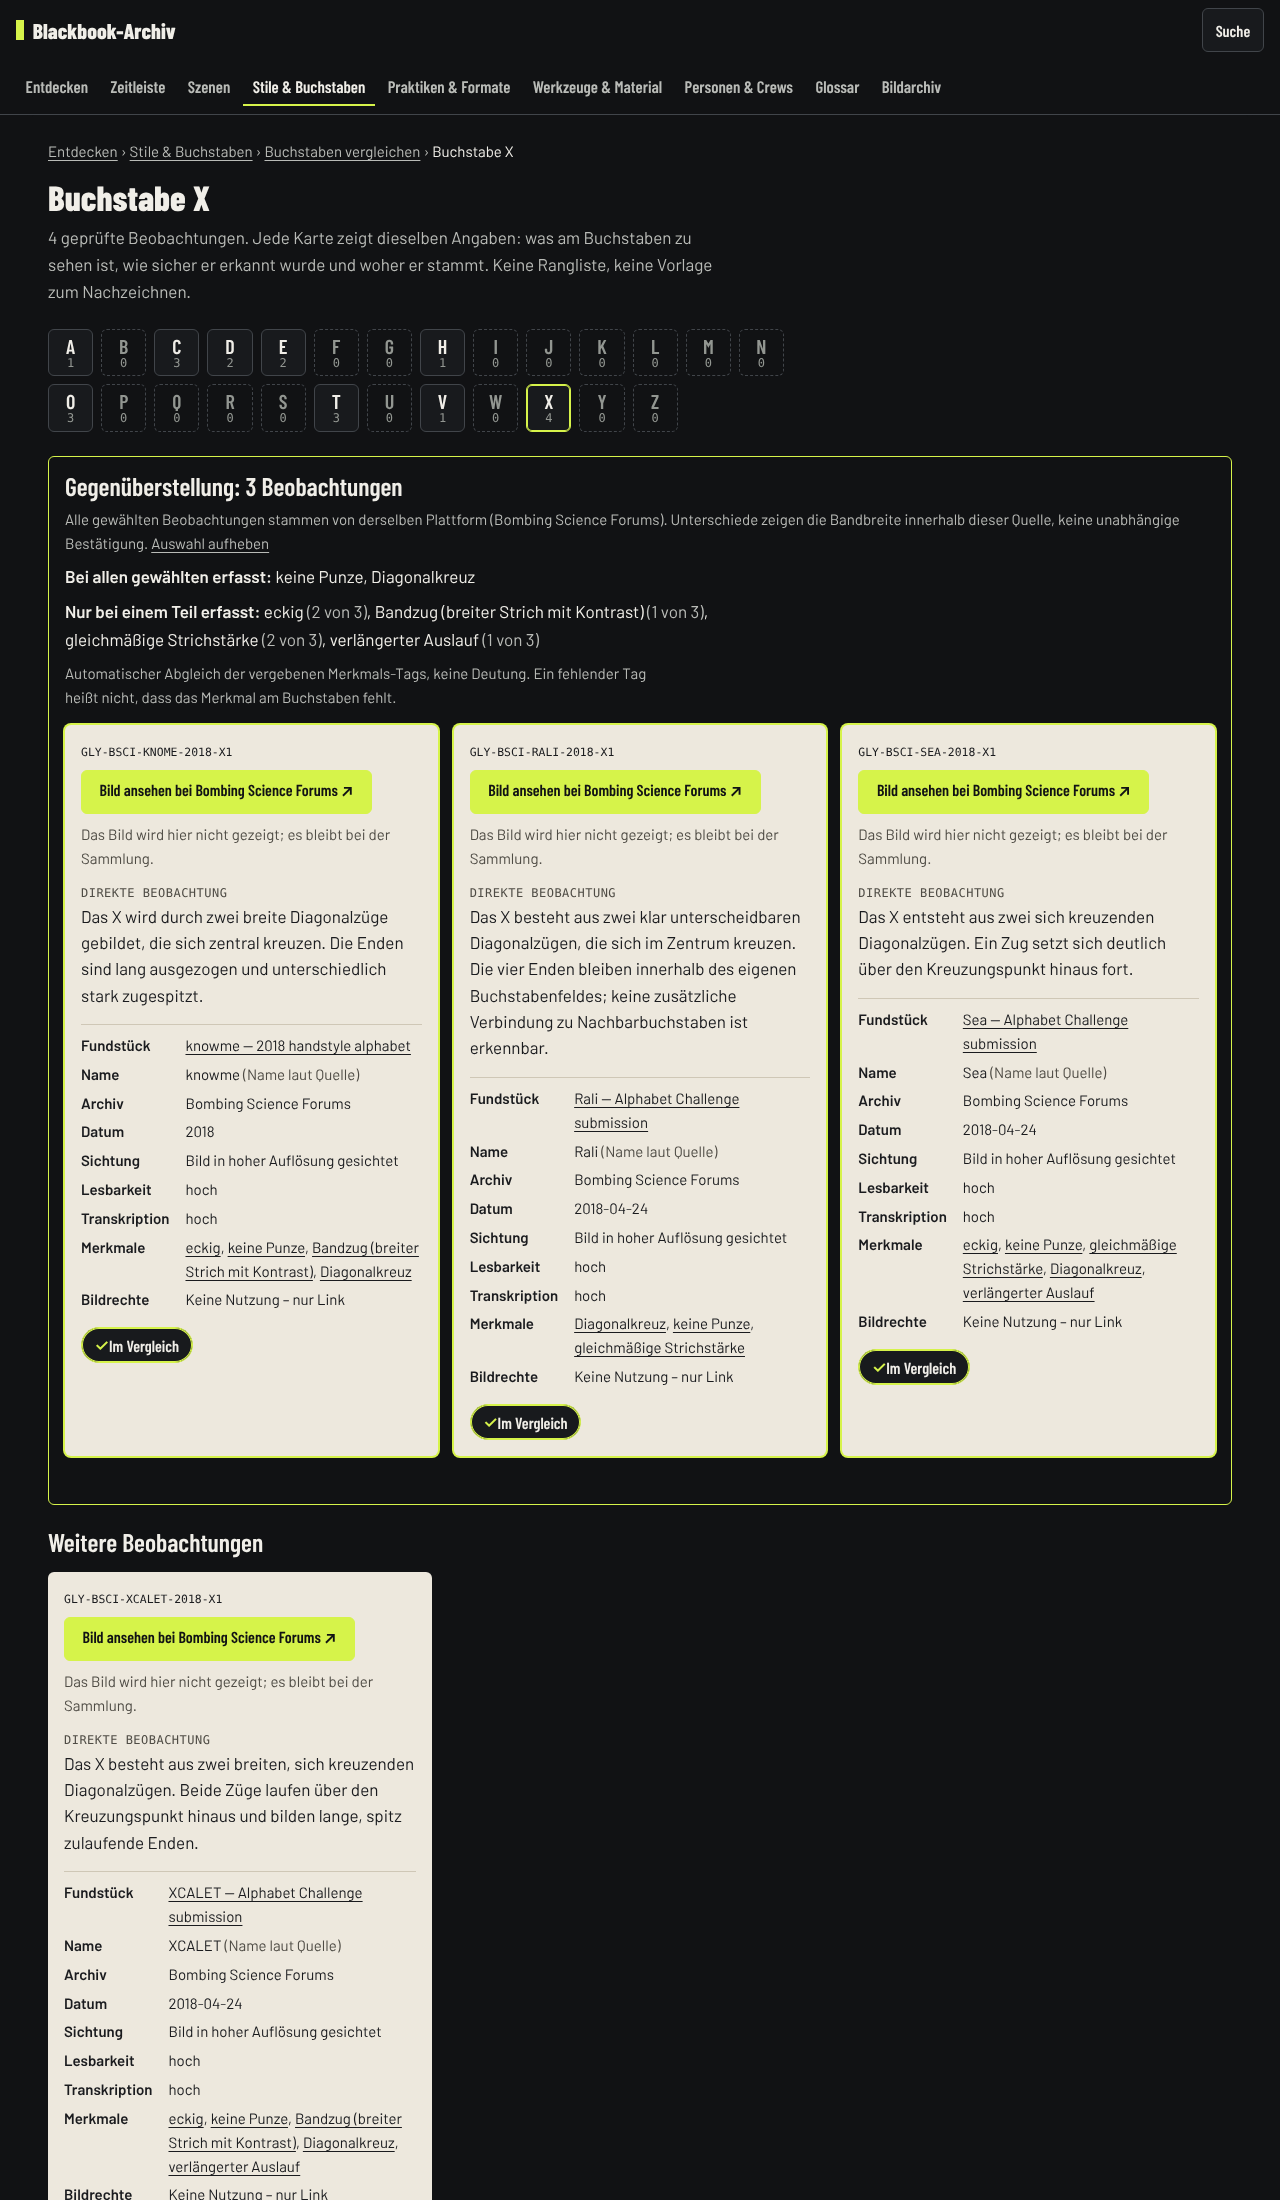 Blackbook-Archiv
Suche
Entdecken Zeitleiste Szenen Stile & Buchstaben Praktiken & Formate Werkzeuge & Material Personen & Crews Glossar Bildarchiv
Entdecken › Stile & Buchstaben › Buchstaben vergleichen › Buchstabe X
Buchstabe X
4 geprüfte Beobachtungen. Jede Karte zeigt dieselben Angaben: was am Buchstaben zu
sehen ist, wie sicher er erkannt wurde und woher er stammt. Keine Rangliste, keine Vorlage
zum Nachzeichnen.
A B C D E F G H I J K L M N
1 0 3 2 2 0 0 1 0 0 0 0 0 0
O P Q R S T U V W X Y Z
3 0 0 0 0 3 0 1 0 4 0 0
Gegenüberstellung: 3 Beobachtungen
Alle gewählten Beobachtungen stammen von derselben Plattform (Bombing Science Forums). Unterschiede zeigen die Bandbreite innerhalb dieser Quelle, keine unabhängige
Bestätigung. Auswahl aufheben
Bei allen gewählten erfasst: keine Punze, Diagonalkreuz
Nur bei einem Teil erfasst: eckig (2 von 3), Bandzug (breiter Strich mit Kontrast) (1 von 3),
gleichmäßige Strichstärke (2 von 3), verlängerter Auslauf (1 von 3)
Automatischer Abgleich der vergebenen Merkmals-Tags, keine Deutung. Ein fehlender Tag
heißt nicht, dass das Merkmal am Buchstaben fehlt.
GLY-BSCI-KNOME-2018-X1
Bild ansehen bei Bombing Science Forums ↗
Das Bild wird hier nicht gezeigt; es bleibt bei der
Sammlung.
DIREKTE BEOBACHTUNG
Das X wird durch zwei breite Diagonalzüge
gebildet, die sich zentral kreuzen. Die Enden
sind lang ausgezogen und unterschiedlich
stark zugespitzt.
Fundstück knowme — 2018 handstyle alphabet
Name knowme (Name laut Quelle)
Archiv Bombing Science Forums
Datum 2018
Sichtung Bild in hoher Auflösung gesichtet
Lesbarkeit hoch
Transkription hoch
Merkmale eckig, keine Punze, Bandzug (breiter
Strich mit Kontrast), Diagonalkreuz
Bildrechte Keine Nutzung – nur Link
✓Im Vergleich
GLY-BSCI-RALI-2018-X1
Bild ansehen bei Bombing Science Forums ↗
Das Bild wird hier nicht gezeigt; es bleibt bei der
Sammlung.
DIREKTE BEOBACHTUNG
Das X besteht aus zwei klar unterscheidbaren
Diagonalzügen, die sich im Zentrum kreuzen.
Die vier Enden bleiben innerhalb des eigenen
Buchstabenfeldes; keine zusätzliche
Verbindung zu Nachbarbuchstaben ist
erkennbar.
Fundstück Rali — Alphabet Challenge
submission
Name Rali (Name laut Quelle)
Archiv Bombing Science Forums
Datum 2018-04-24
Sichtung Bild in hoher Auflösung gesichtet
Lesbarkeit hoch
Transkription hoch
Merkmale Diagonalkreuz, keine Punze,
gleichmäßige Strichstärke
Bildrechte Keine Nutzung – nur Link
✓Im Vergleich
GLY-BSCI-SEA-2018-X1
Bild ansehen bei Bombing Science Forums ↗
Das Bild wird hier nicht gezeigt; es bleibt bei der
Sammlung.
DIREKTE BEOBACHTUNG
Das X entsteht aus zwei sich kreuzenden
Diagonalzügen. Ein Zug setzt sich deutlich
über den Kreuzungspunkt hinaus fort.
Fundstück Sea — Alphabet Challenge
submission
Name Sea (Name laut Quelle)
Archiv Bombing Science Forums
Datum 2018-04-24
Sichtung Bild in hoher Auflösung gesichtet
Lesbarkeit hoch
Transkription hoch
Merkmale eckig, keine Punze, gleichmäßige
Strichstärke, Diagonalkreuz,
verlängerter Auslauf
Bildrechte Keine Nutzung – nur Link
✓Im Vergleich
Weitere Beobachtungen
GLY-BSCI-XCALET-2018-X1
Bild ansehen bei Bombing Science Forums ↗
Das Bild wird hier nicht gezeigt; es bleibt bei der
Sammlung.
DIREKTE BEOBACHTUNG
Das X besteht aus zwei breiten, sich kreuzenden
Diagonalzügen. Beide Züge laufen über den
Kreuzungspunkt hinaus und bilden lange, spitz
zulaufende Enden.
Fundstück XCALET — Alphabet Challenge
submission
Name XCALET (Name laut Quelle)
Archiv Bombing Science Forums
Datum 2018-04-24
Sichtung Bild in hoher Auflösung gesichtet
Lesbarkeit hoch
Transkription hoch
Merkmale eckig, keine Punze, Bandzug (breiter
Strich mit Kontrast), Diagonalkreuz,
verlängerter Auslauf
Bildrechte Keine Nutzung – nur Link